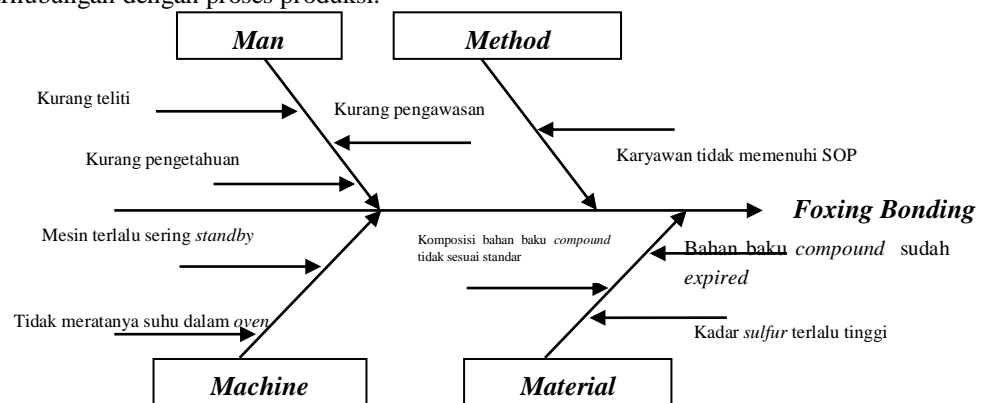 dengan proses produksi.
Man
Method
Kurang teliti
Kurang pengawasan
Kurang pengetahuan
Karyawan tidak memenuhi SOP
Foxing Bonding
Mesin terlalu sering standby
Komposisi bahan baku compound
tidak sesuai standar
Bahan baku compound sudah
expired
Tidak meratanya suhu dalam oven
Kadar sulfur terlalu tinggi
Machine
Material